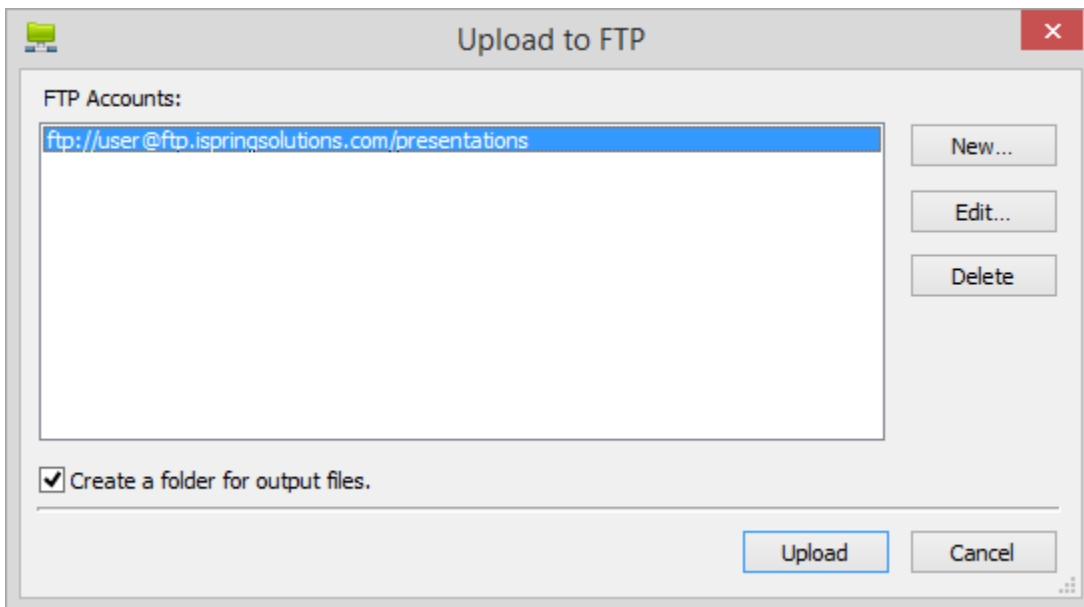 Upload to FTP
FTP Accounts:
ftp://user@ftp.ispringsolutions.com/presentations
New...
Edit...
Delete
Create a folder for output files.
Upload
Cancel